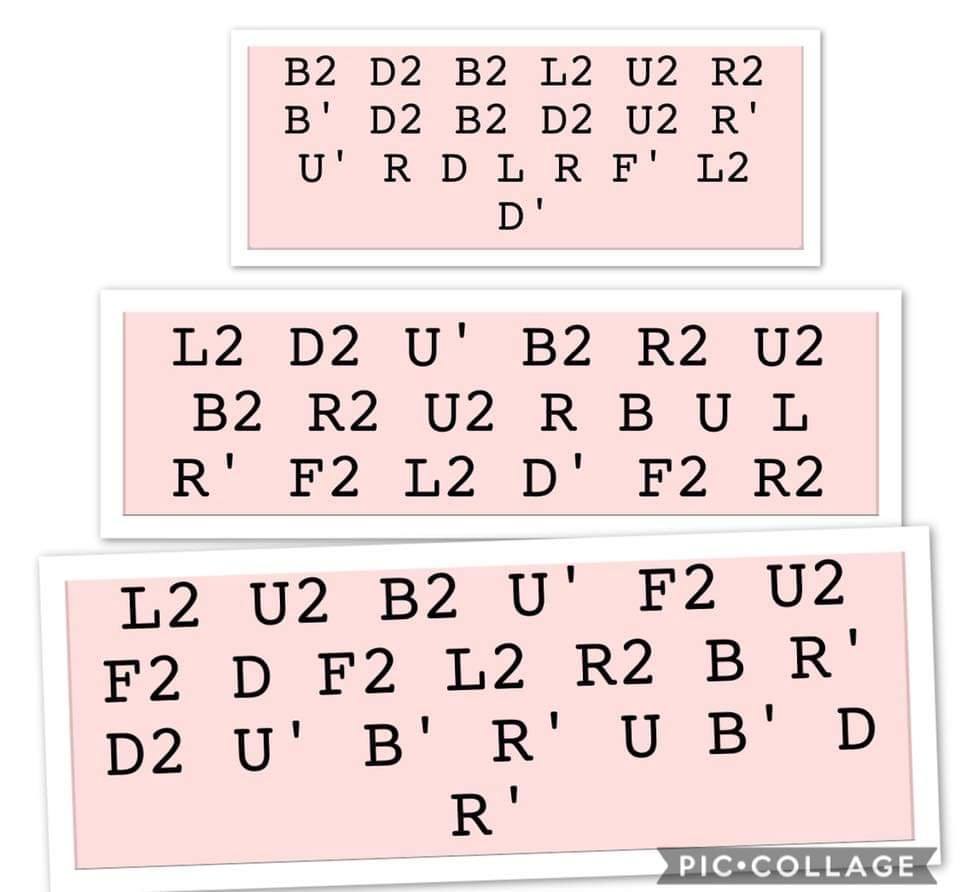 B2 D2 B2 L2 U2 R2
B' D2 B2 D2 U2 R'
U' R D L R F' L2
D'
L2 D2 U' B2 R2 U2
B2 R2 U2 R B U L
R' F2 L2 D' F2 R2
L2 U2 B2 U' F2 U2
F2 D F2 L2 R2 B R'
D2 U' B' R' U B' D
R'
PIC•COLLAGE